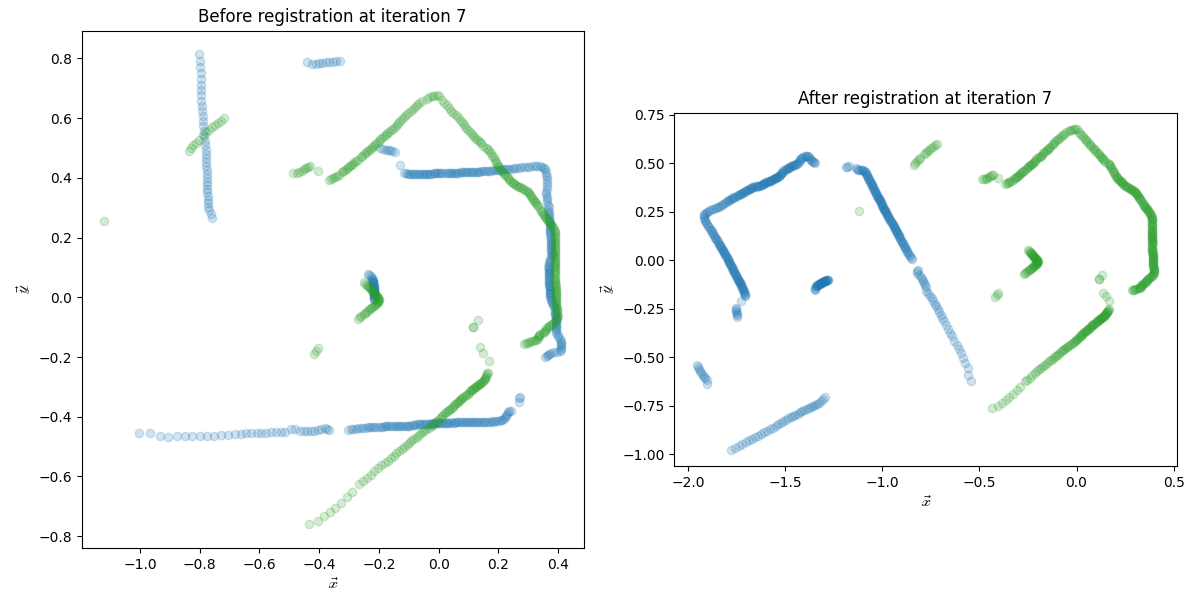 Before registration at iteration 7
0.8
0.6
0.4
0.2
0.0
−0.2
−0.4
−0.6
−0.8
−1.0 −0.8 −0.6 −0.4 −0.2 0.0 0.2 0.4
x⃗
y⃗
After registration at iteration 7
0.75
0.50
0.25
0.00
−0.25
−0.50
−0.75
−1.00
−2.0 −1.5 −1.0 −0.5 0.0 0.5
x⃗
y⃗